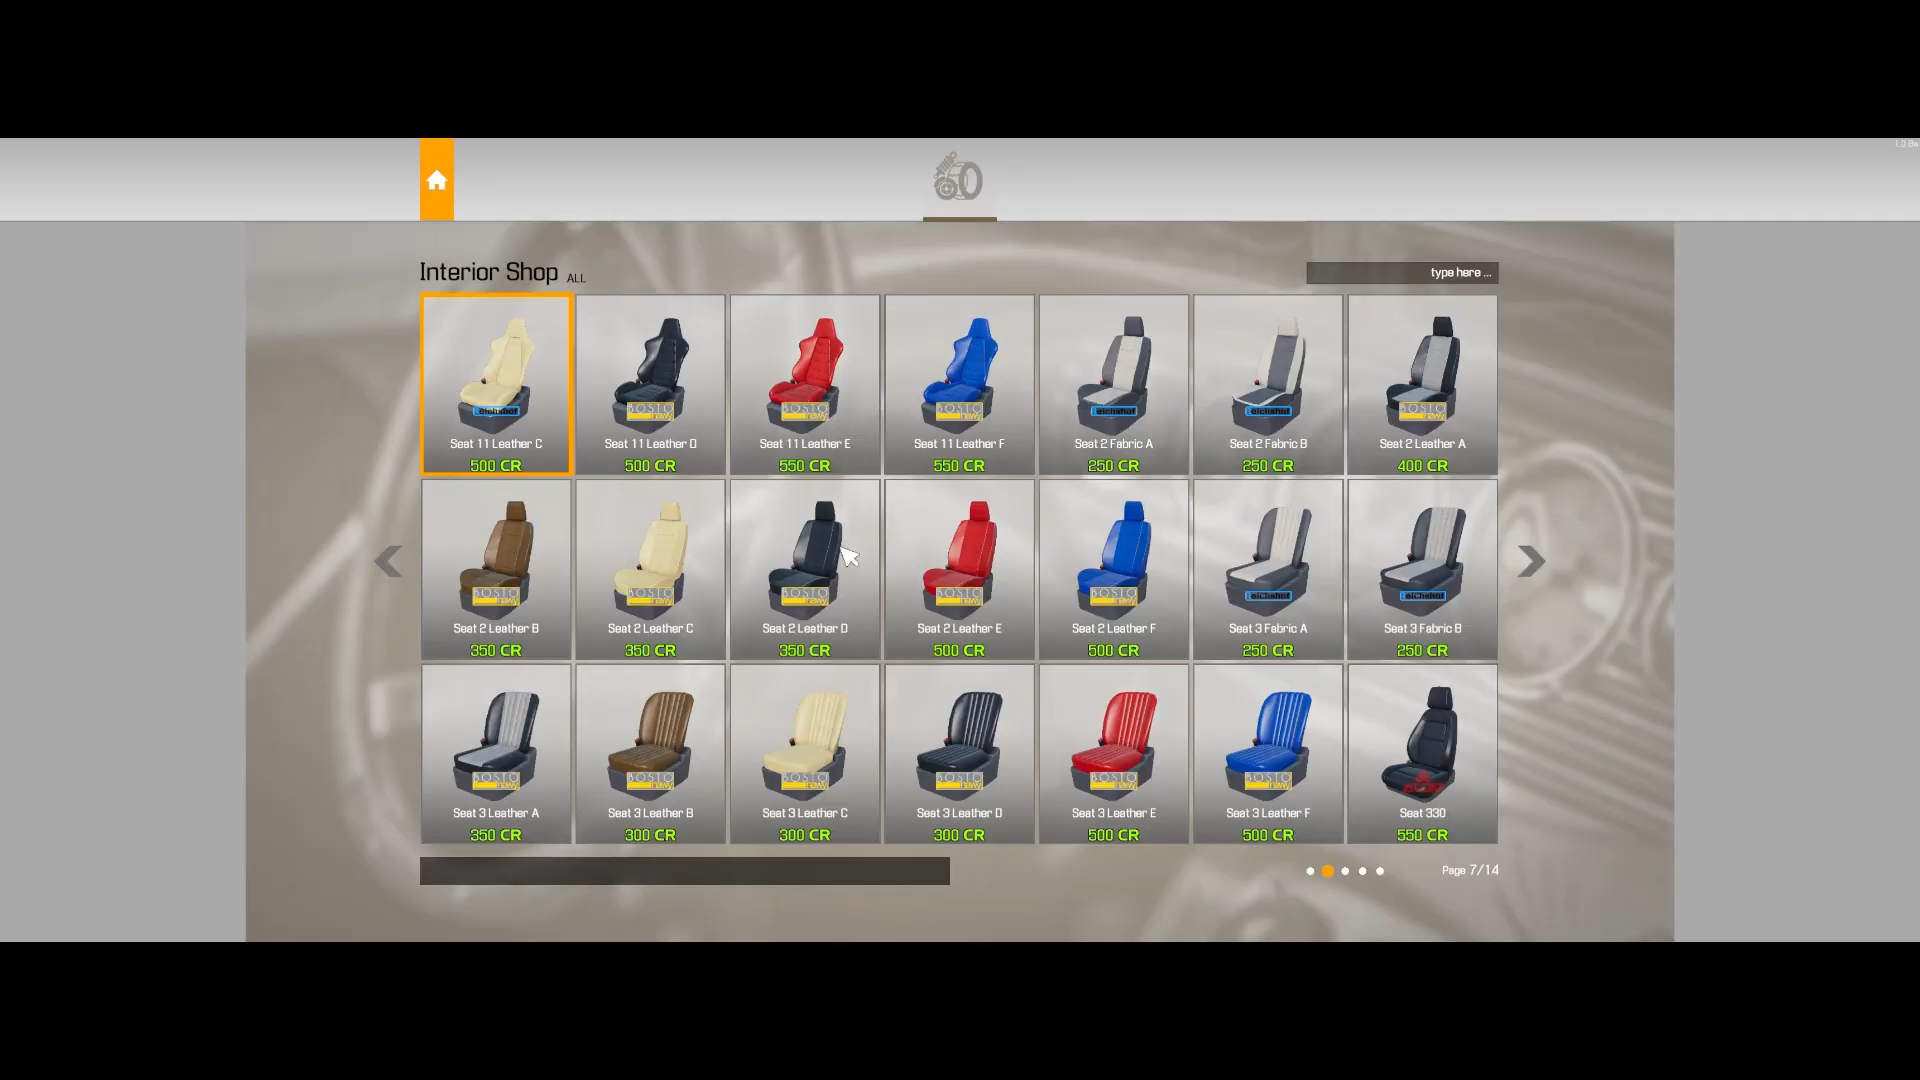 1.0.8w
Interior Shop ALL
type here ...
Seat 11 Leather C
500 CR
Seat 11 Leather D
500 CR
Seat 11 Leather E
550 CR
Seat 11 Leather F
550 CR
Seat 2 Fabric A
250 CR
Seat 2 Fabric B
250 CR
Seat 2 Leather A
400 CR
Seat 2 Leather B
350 CR
Seat 2 Leather C
350 CR
Seat 2 Leather D
350 CR
Seat 2 Leather E
500 CR
Seat 2 Leather F
500 CR
Seat 3 Fabric A
250 CR
Seat 3 Fabric B
250 CR
Seat 3 Leather A
350 CR
Seat 3 Leather B
300 CR
Seat 3 Leather C
300 CR
Seat 3 Leather D
300 CR
Seat 3 Leather E
500 CR
Seat 3 Leather F
500 CR
Seat 330
550 CR
Page 7/14